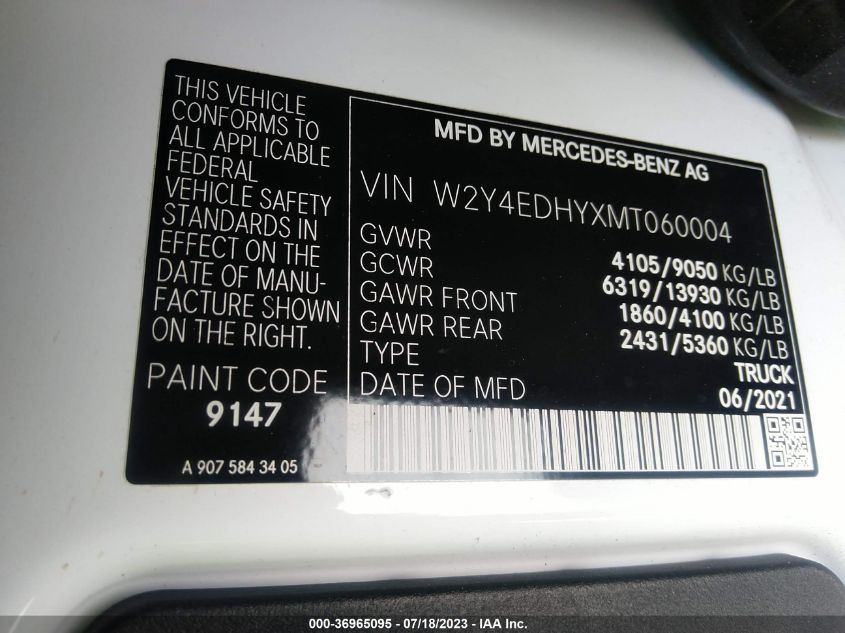 THIS VEHICLE
CONFORMS TO
ALL APPLICABLE
FEDERAL
VEHICLE SAFETY
STANDARDS IN
EFFECT ON THE
DATE OF MANU-
FACTURE SHOWN
ON THE RIGHT.
PAINT CODE
9147
A 907 584 34 05
MFD BY MERCEDES-BENZ AG
VIN W2Y4EDHYXMT060004
GVWR 4105/9050 KG/LB
GCWR 6319/13930 KG/LB
GAWR FRONT 1860/4100 KG/LB
GAWR REAR 2431/5360 KG/LB
TYPE TRUCK
DATE OF MFD 06/2021
000-36965095 / 07/18/2023 / IAA Inc.